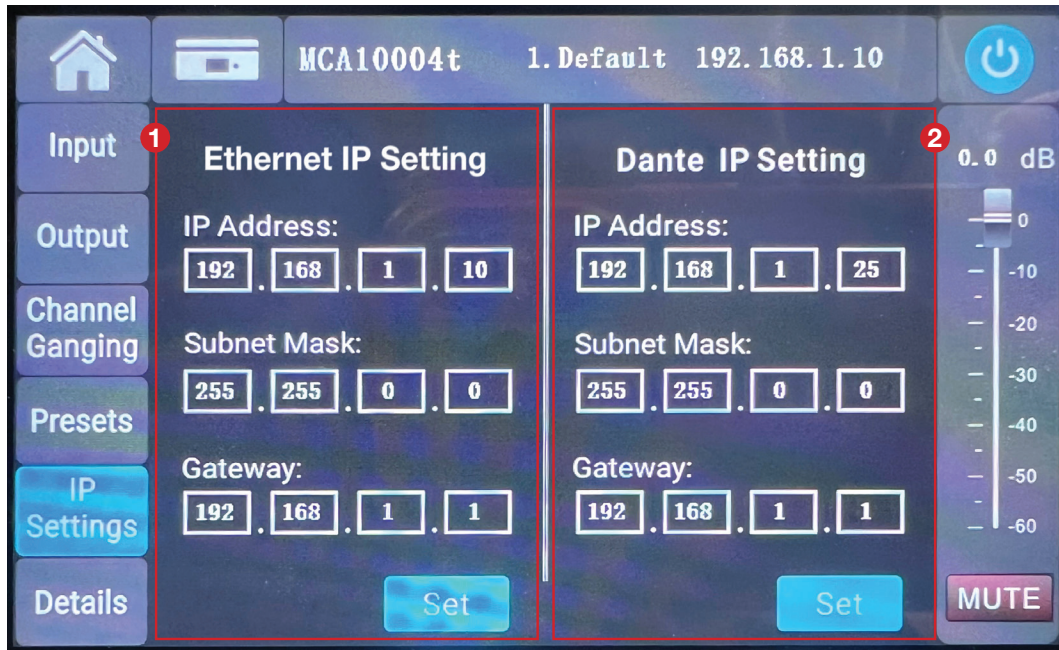 MCA10004t 1.Default 192.168.1.10
Input
Output
Channel
Ganging
Presets
IP
Settings
Details
1
Ethernet IP Setting
IP Address:
192 . 168 . 1 . 10
Subnet Mask:
255 . 255 . 0 . 0
Gateway:
192 . 168 . 1 . 1
Set
2
Dante IP Setting
IP Address:
192 . 168 . 1 . 25
Subnet Mask:
255 . 255 . 0 . 0
Gateway:
192 . 168 . 1 . 1
Set
0.0 dB
0
-10
-20
-30
-40
-50
-60
MUTE